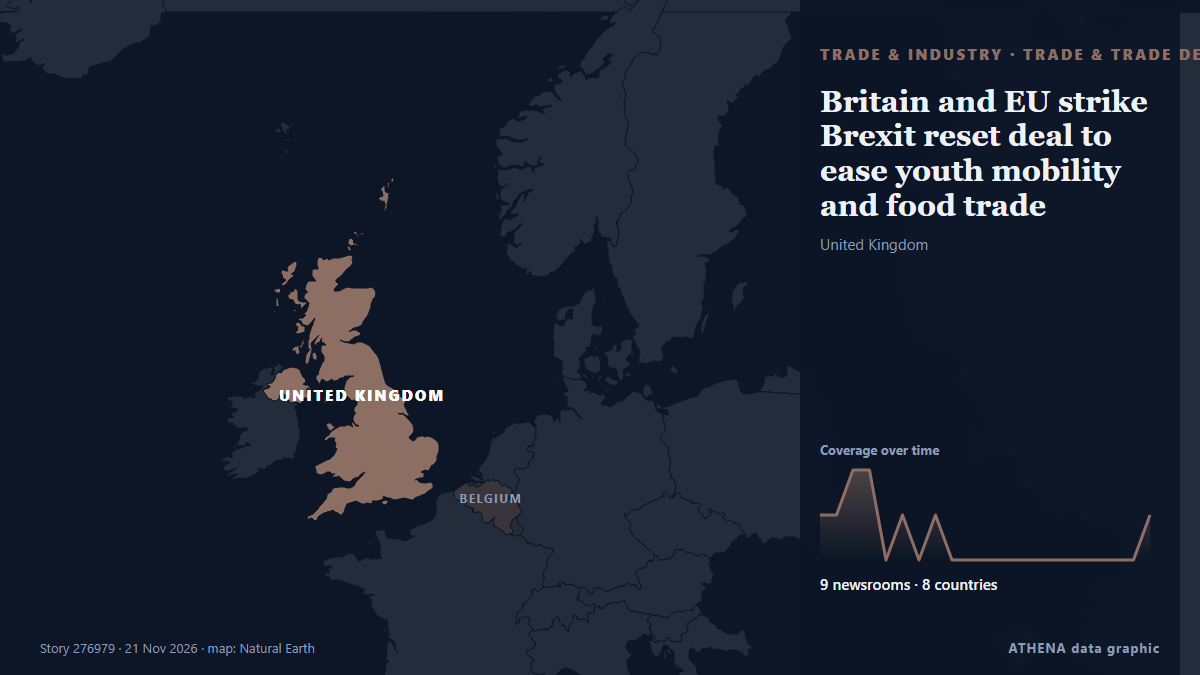 TRADE & INDUSTRY · TRADE & TRADE DE
Britain and EU strike
Brexit reset deal to
ease youth mobility
and food trade
United Kingdom
UNITED KINGDOM
BELGIUM
Coverage over time
9 newsrooms · 8 countries
Story 276979 · 21 Nov 2026 · map: Natural Earth
ATHENA data graphic